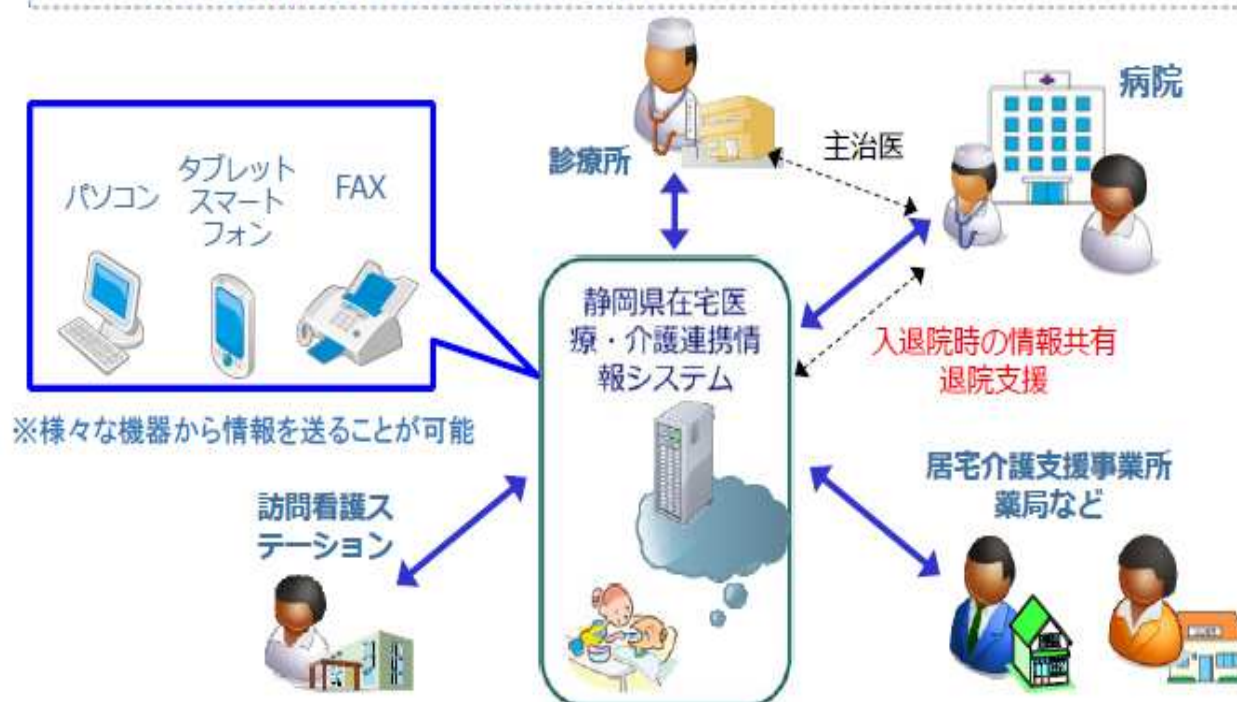 診療所
主治医
病院
パソコン
タブレット
スマート
フォン
FAX
静岡県在宅医
療・介護連携情
報システム
入退院時の情報共有
退院支援
※様々な機器から情報を送ることが可能
訪問看護ス
テーション
居宅介護支援事業所
薬局など